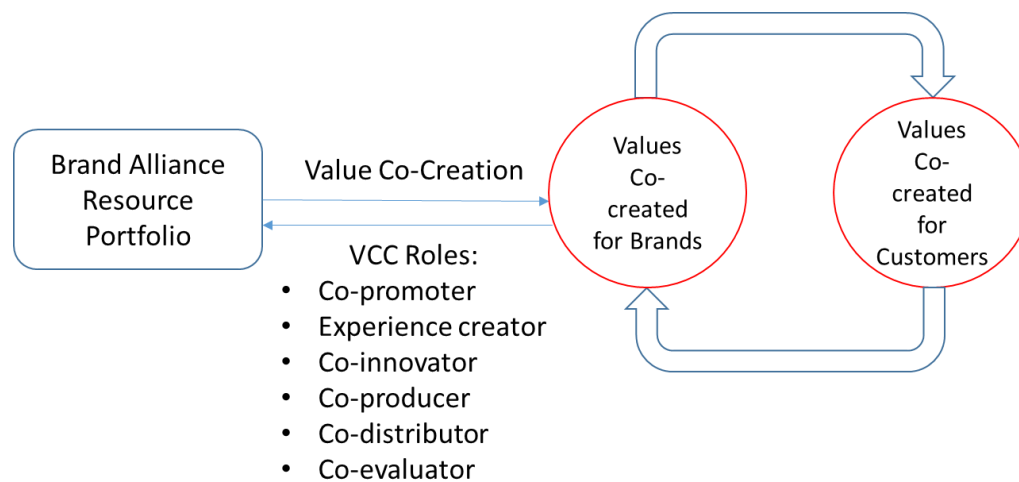 Brand Alliance
Resource
Portfolio
Value Co-Creation
VCC Roles:
• Co-promoter
• Experience creator
• Co-innovator
• Co-producer
• Co-distributor
• Co-evaluator
Values
Co-
created
for Brands
Values
Co-
created
for
Customers